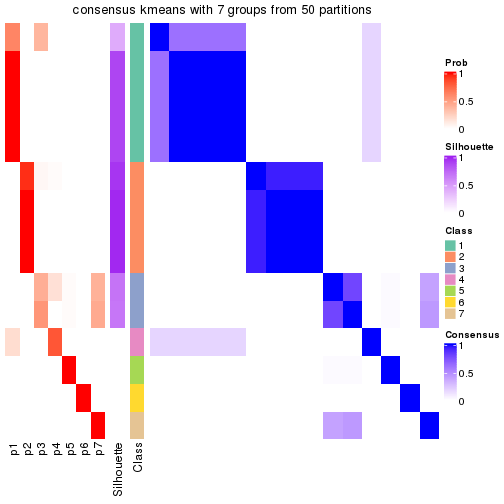 consensus kmeans with 7 groups from 50 partitions
Prob
1
0.5
0
Silhouette
1
0.5
0
Class
1
2
3
4
5
6
7
Consensus
1
0.5
0
p1
p2
p3
p4
p5
p6
p7
Silhouette
Class